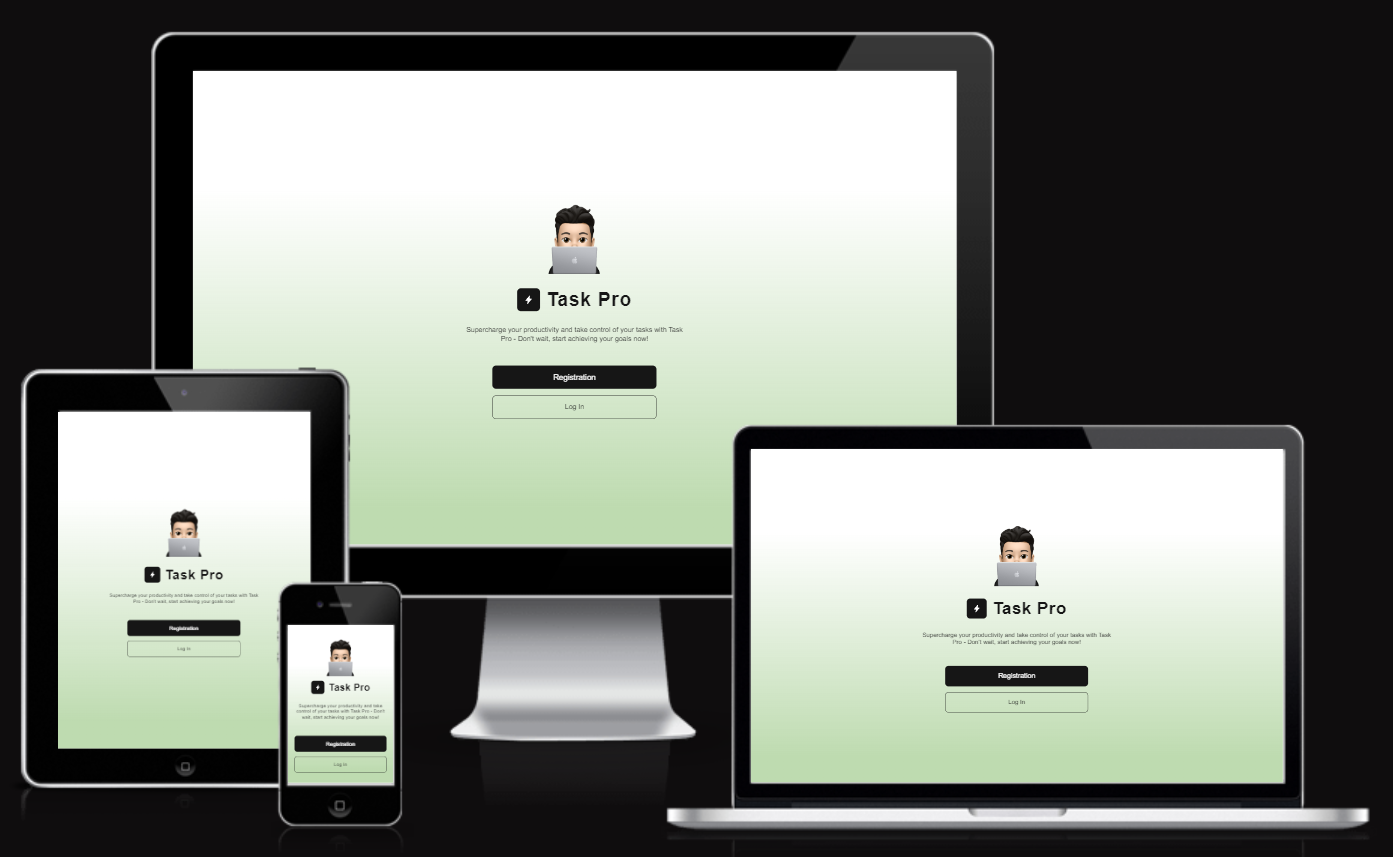 Task Pro
Supercharge your productivity and take control of your tasks with Task
Pro - Don't wait, start achieving your goals now!
Registration
Log In
Task Pro
Supercharge your productivity and take control of your tasks with Task
Pro - Don't wait, start achieving your goals now!
Registration
Log In
Task Pro
Supercharge your productivity and take
control of your tasks with Task Pro - Don't
wait, start achieving your goals now!
Registration
Log In
Task Pro
Supercharge your productivity and take control of your tasks with Task
Pro - Don't wait, start achieving your goals now!
Registration
Log In